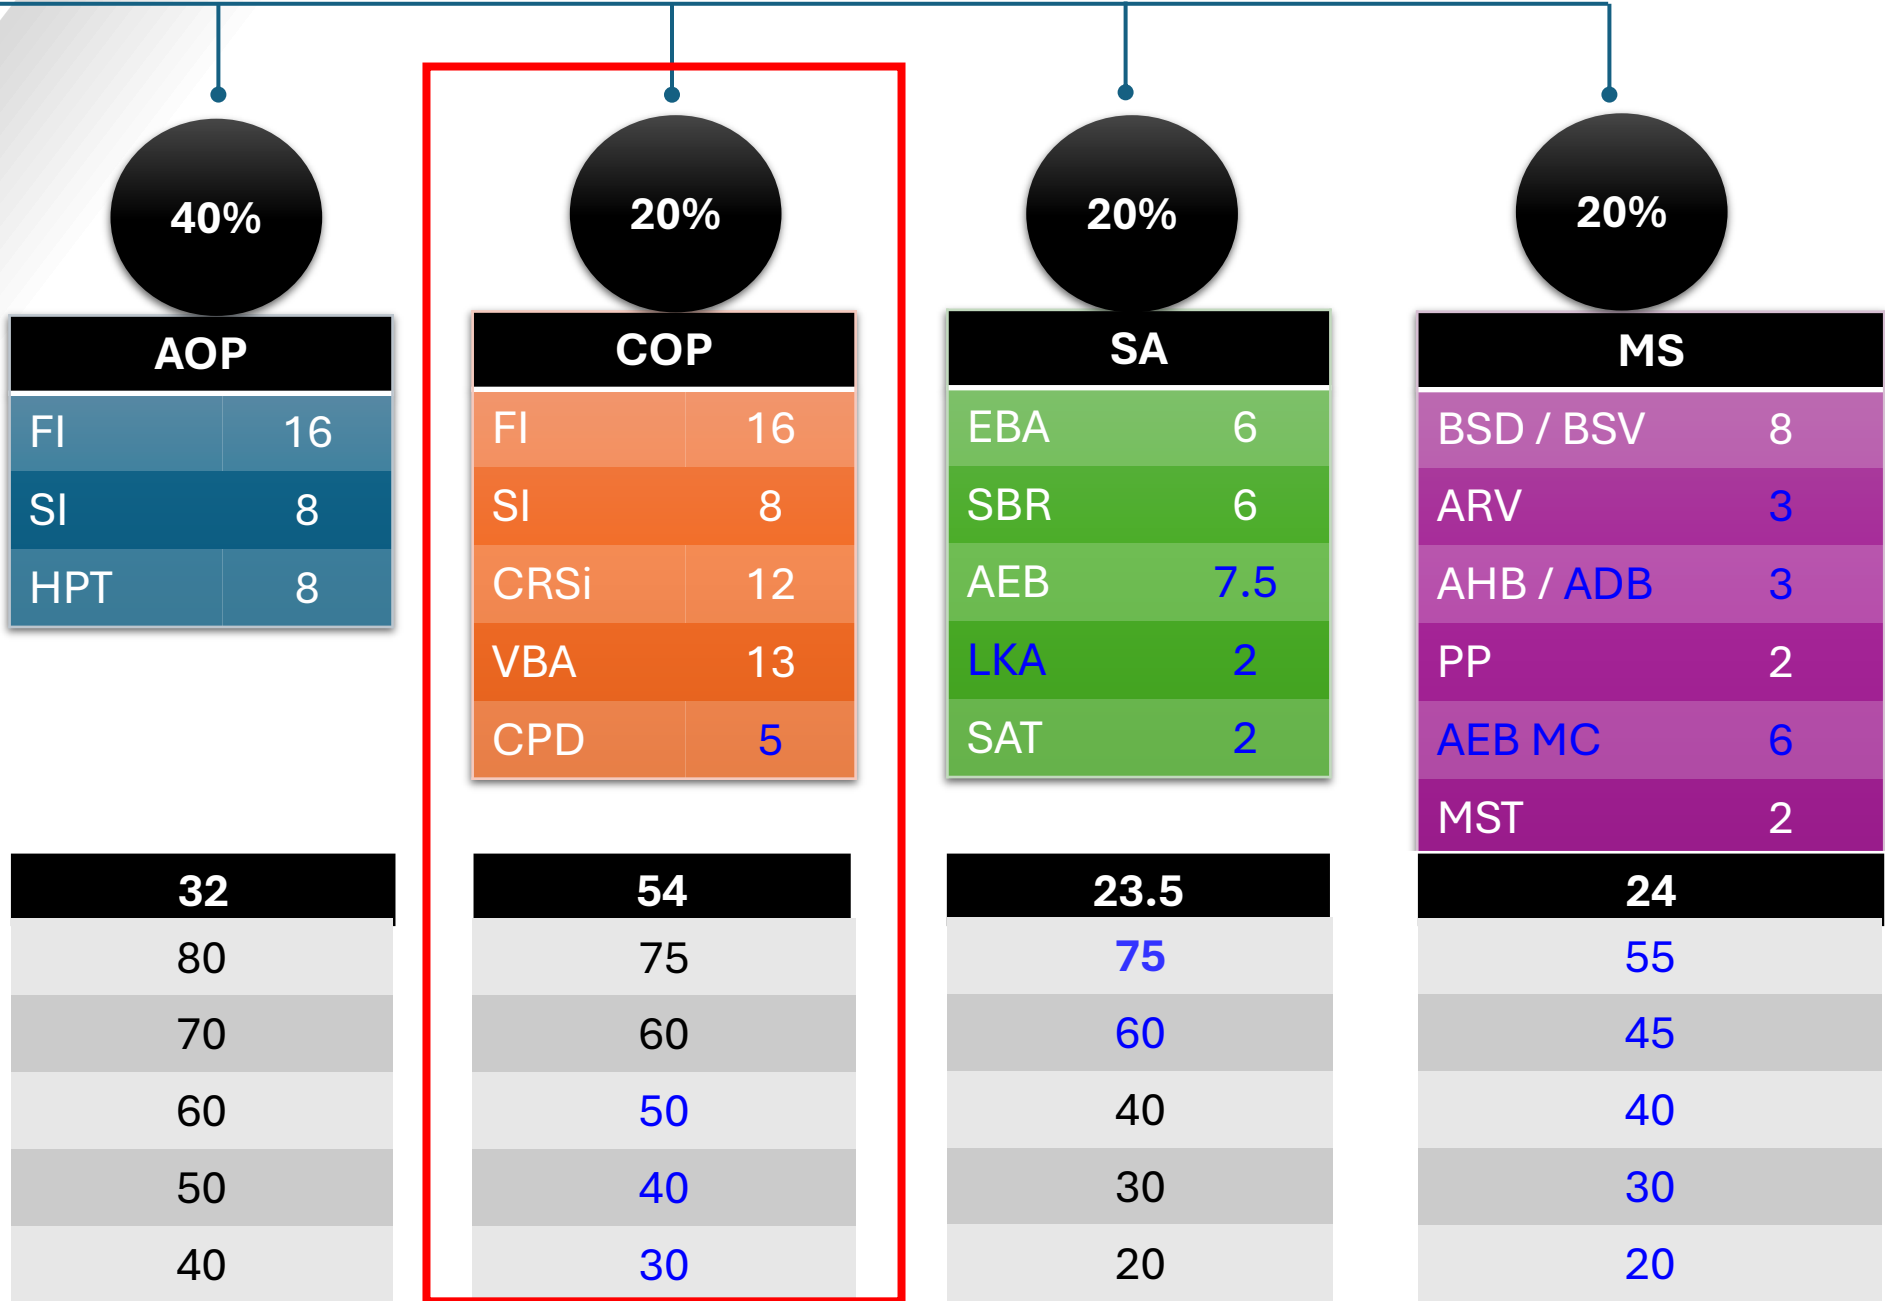 40%
20%
20%
20%
AOP
FI 16
SI 8
HPT 8
32
80
70
60
50
40
COP
FI 16
SI 8
CRSi 12
VBA 13
CPD 5
54
75
60
50
40
30
SA
EBA 6
SBR 6
AEB 7.5
LKA 2
SAT 2
23.5
75
60
40
30
20
MS
BSD / BSV 8
ARV 3
AHB / ADB 3
PP 2
AEB MC 6
MST 2
24
55
45
40
30
20